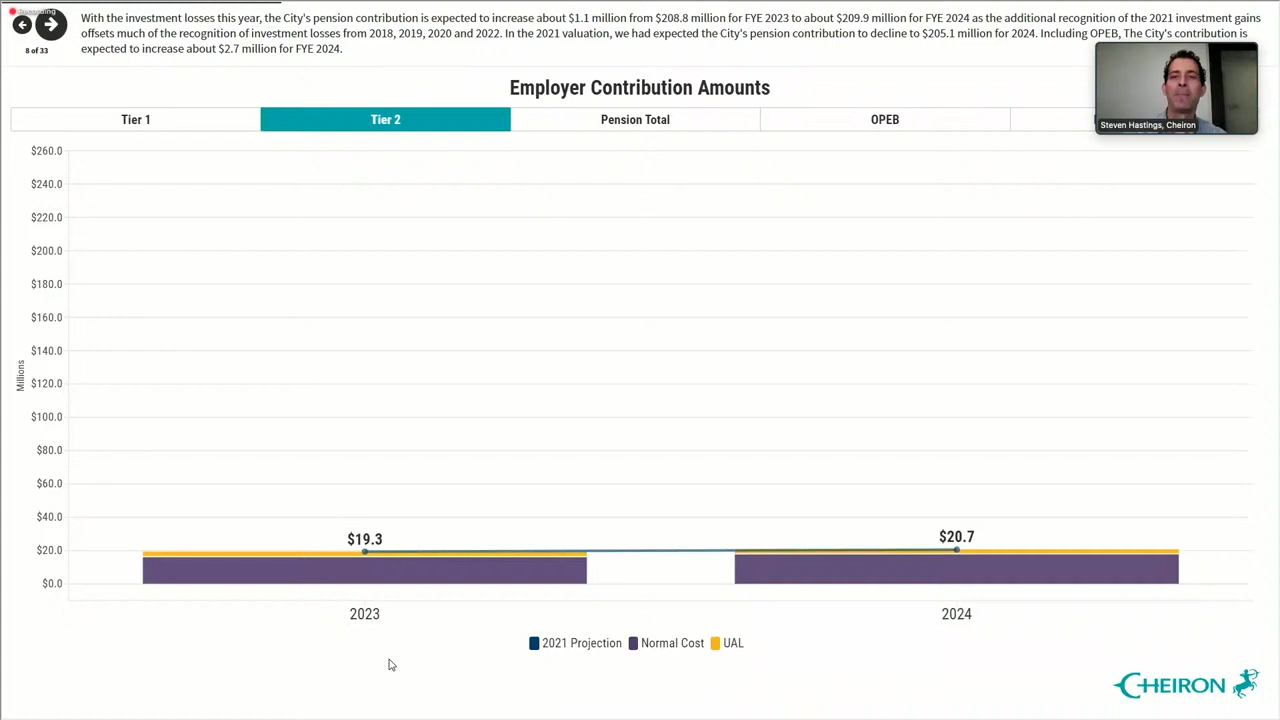 Recording
With the investment losses this year, the City's pension contribution is expected to increase about $1.1 million from $208.8 million for FYE 2023 to about $209.9 million for FYE 2024 as the additional recognition of the 2021 investment gains
offsets much of the recognition of investment losses from 2018, 2019, 2020 and 2022. In the 2021 valuation, we had expected the City's pension contribution to decline to $205.1 million for 2024. Including OPEB, The City's contribution is
expected to increase about $2.7 million for FYE 2024.
8 of 33
Steven Hastings, Cheiron
Employer Contribution Amounts
Tier 1 Tier 2 Pension Total OPEB
$260.0
$240.0
$220.0
$200.0
$180.0
$160.0
$140.0
$120.0
$100.0
$80.0
$60.0
$40.0
$20.0
$0.0
Millions
$19.3 $20.7
2023 2024
2021 Projection Normal Cost UAL
CHEIRON